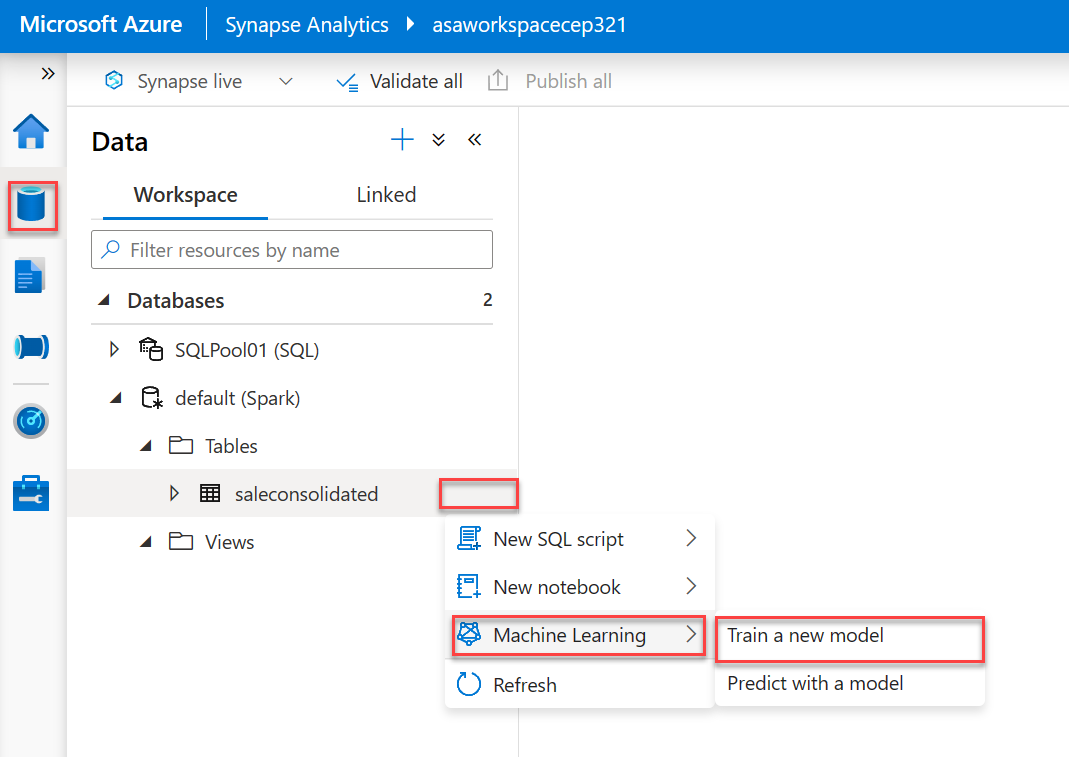 Microsoft Azure Synapse Analytics asaworkspacecep321
Synapse live Validate all Publish all
Data
Workspace Linked
Filter resources by name
Databases 2
SQLPool01 (SQL)
default (Spark)
Tables
saleconsolidated
Views
New SQL script
New notebook
Machine Learning
Refresh
Train a new model
Predict with a model